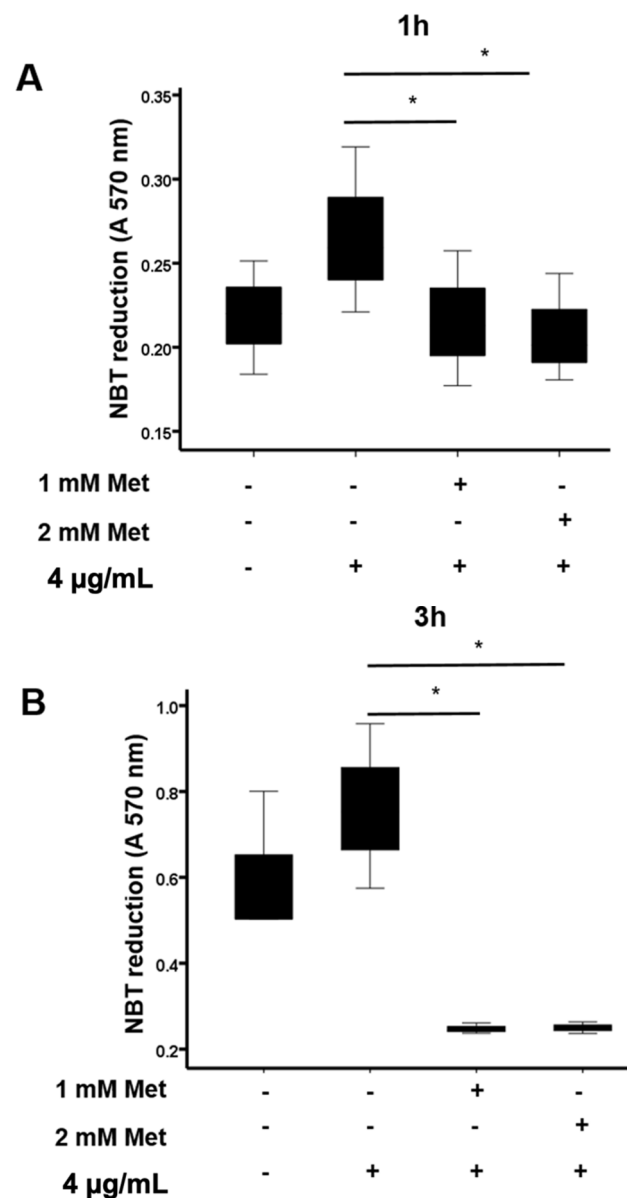 1h
A
*
*
0.35
0.30
0.25
0.20
0.15
NBT reduction (A 570 nm)
1 mM Met - - + -
2 mM Met - - - +
4 µg/mL - + + +
3h
B
*
*
1.0
0.8
0.6
0.4
0.2
NBT reduction (A 570 nm)
1 mM Met - - + -
2 mM Met - - - +
4 µg/mL - + + +